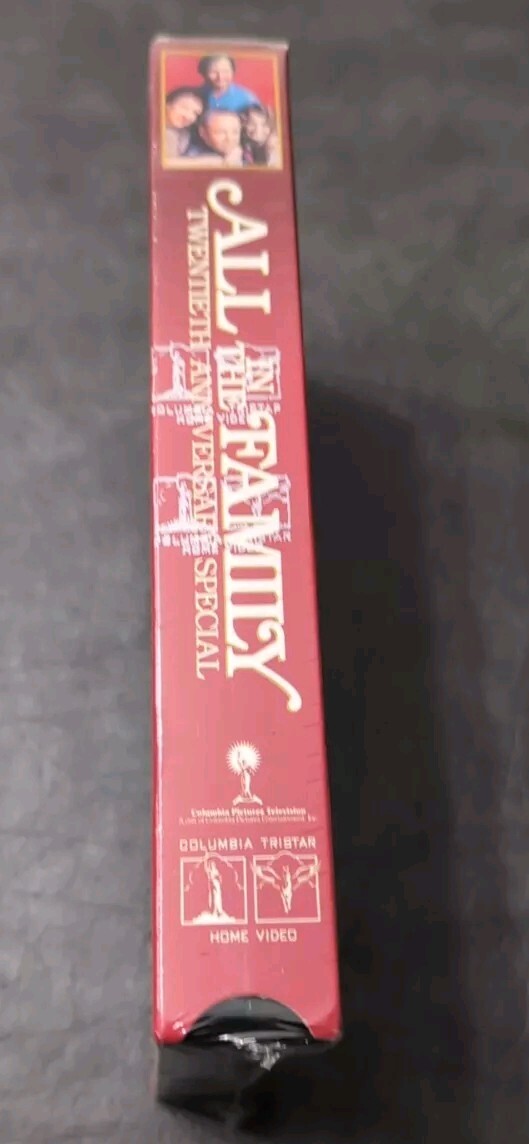 ALL IN THE FAMILY
TWENTIETH ANNIVERSARY SPECIAL
COLUMBIA TRISTAR
HOME VIDEO
COLUMBIA TRISTAR
HOME VIDEO
Columbia Pictures Television
COLUMBIA TRISTAR
HOME VIDEO